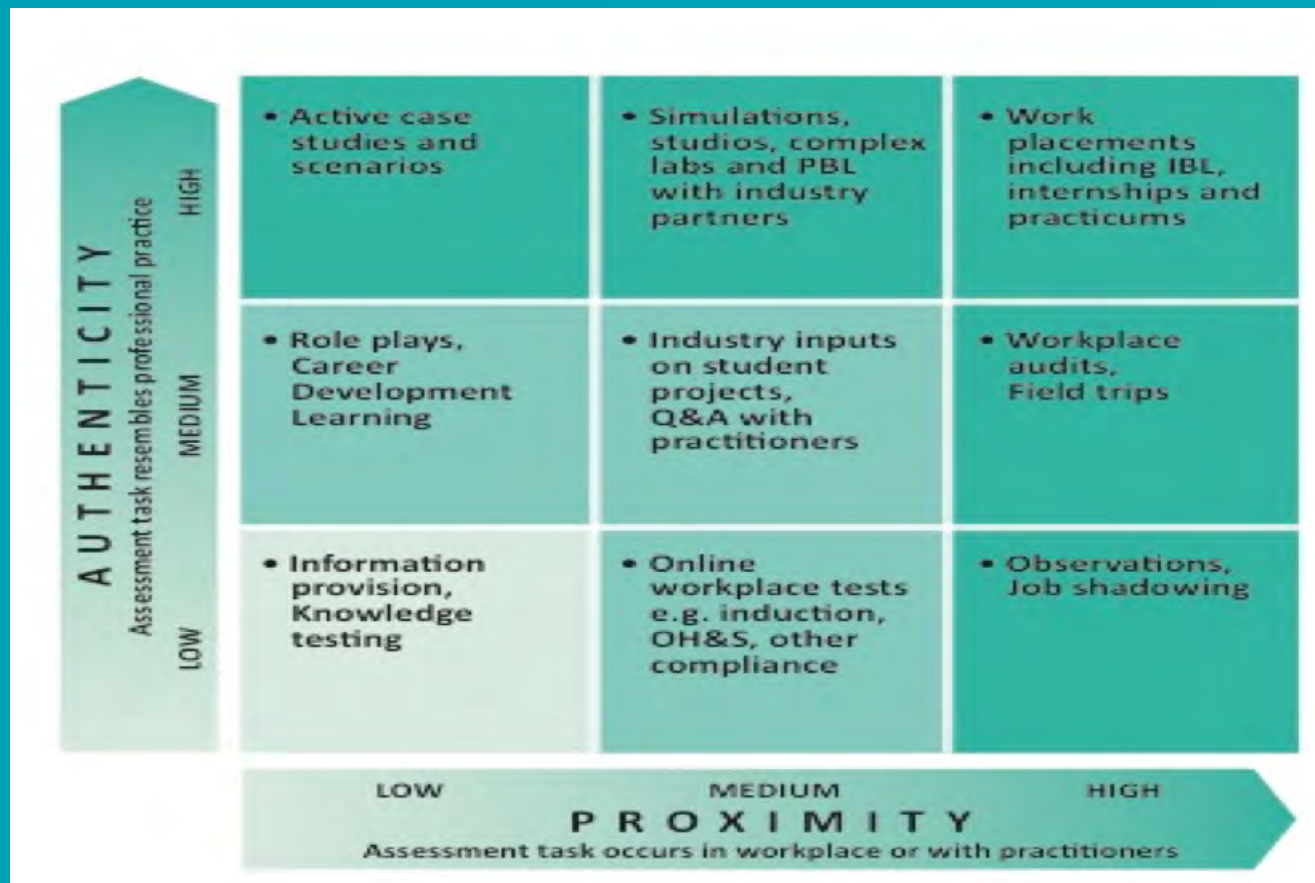 AUTHENTICITY
Assessment task resembles professional practice
HIGH
MEDIUM
LOW
• Active case
studies and
scenarios
• Simulations,
studios, complex
labs and PBL
with industry
partners
• Work
placements
including IBL,
internships and
practicums
• Role plays,
Career
Development
Learning
• Industry inputs
on student
projects,
Q&A with
practitioners
• Workplace
audits,
Field trips
• Information
provision,
Knowledge
testing
• Online
workplace tests
e.g. induction,
OH&S, other
compliance
• Observations,
Job shadowing
LOW
MEDIUM
HIGH
PROXIMITY
Assessment task occurs in workplace or with practitioners